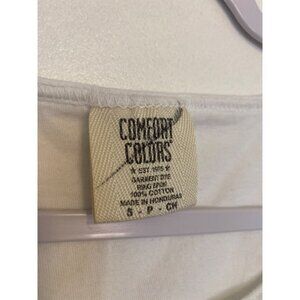 COMFORT
COLORS®
★ EST. 1975 ★
GARMENT DYE
RING SPUN
100% COTTON
MADE IN HONDURAS
S - P - CH